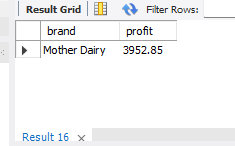 Result Grid Filter Rows:
brand profit
Mother Dairy 3952.85
Result 16 ×